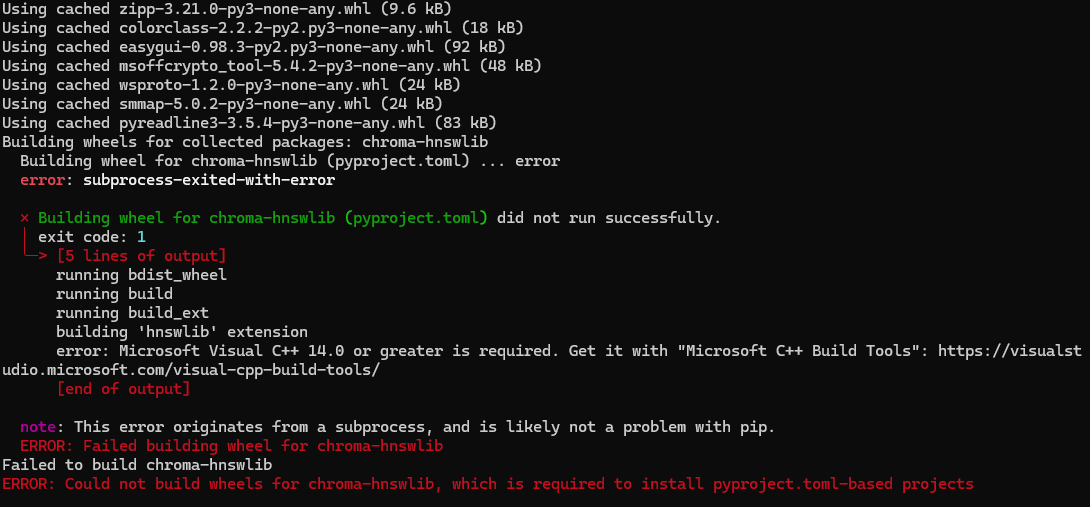 Using cached zipp-3.21.0-py3-none-any.whl (9.6 kB)
Using cached colorclass-2.2.2-py2.py3-none-any.whl (18 kB)
Using cached easygui-0.98.3-py2.py3-none-any.whl (92 kB)
Using cached msoffcrypto_tool-5.4.2-py3-none-any.whl (48 kB)
Using cached wsproto-1.2.0-py3-none-any.whl (24 kB)
Using cached smmap-5.0.2-py3-none-any.whl (24 kB)
Using cached pyreadline3-3.5.4-py3-none-any.whl (83 kB)
Building wheels for collected packages: chroma-hnswlib
  Building wheel for chroma-hnswlib (pyproject.toml) ... error
  error: subprocess-exited-with-error

  × Building wheel for chroma-hnswlib (pyproject.toml) did not run successfully.
  │ exit code: 1
  ╰─> [5 lines of output]
      running bdist_wheel
      running build
      running build_ext
      building 'hnswlib' extension
      error: Microsoft Visual C++ 14.0 or greater is required. Get it with "Microsoft C++ Build Tools": https://visualst
udio.microsoft.com/visual-cpp-build-tools/
      [end of output]

  note: This error originates from a subprocess, and is likely not a problem with pip.
  ERROR: Failed building wheel for chroma-hnswlib
Failed to build chroma-hnswlib
ERROR: Could not build wheels for chroma-hnswlib, which is required to install pyproject.toml-based projects